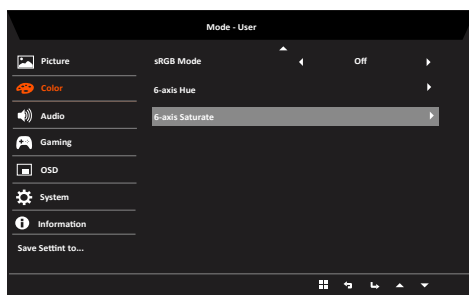 Mode - User
Picture
sRGB Mode Off
Color
6-axis Hue
Audio
6-axis Saturate
Gaming
OSD
System
Information
Save Settint to...